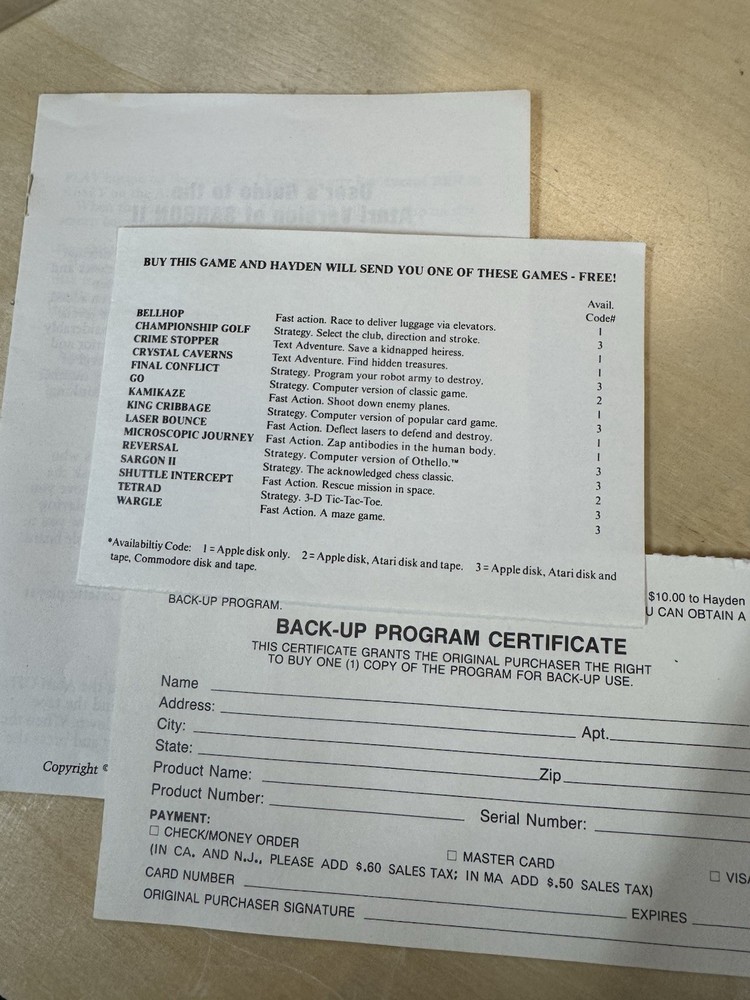 BUY THIS GAME AND HAYDEN WILL SEND YOU ONE OF THESE GAMES - FREE!
Avail.
Code#
BELLHOP Fast action. Race to deliver luggage via elevators. 1
CHAMPIONSHIP GOLF Strategy. Select the club, direction and stroke. 3
CRIME STOPPER Text Adventure. Save a kidnapped heiress. 1
CRYSTAL CAVERNS Text Adventure. Find hidden treasures. 1
FINAL CONFLICT Strategy. Program your robot army to destroy. 3
GO Strategy. Computer version of classic game. 2
KAMIKAZE Fast Action. Shoot down enemy planes. 1
KING CRIBBAGE Strategy. Computer version of popular card game. 3
LASER BOUNCE Fast Action. Deflect lasers to defend and destroy. 1
MICROSCOPIC JOURNEY Fast Action. Zap antibodies in the human body. 1
REVERSAL Strategy. Computer version of Othello.™ 3
SARGON II Strategy. The acknowledged chess classic. 3
SHUTTLE INTERCEPT Fast Action. Rescue mission in space. 2
TETRAD Strategy. 3-D Tic-Tac-Toe. 3
WARGLE Fast Action. A maze game. 3
*Availabiltiy Code: 1 = Apple disk only. 2 = Apple disk, Atari disk and tape. 3 = Apple disk, Atari disk and
tape, Commodore disk and tape.
$10.00 to Hayden
U CAN OBTAIN A
BACK-UP PROGRAM.
BACK-UP PROGRAM CERTIFICATE
THIS CERTIFICATE GRANTS THE ORIGINAL PURCHASER THE RIGHT
TO BUY ONE (1) COPY OF THE PROGRAM FOR BACK-UP USE.
Name
Address:
City: Apt.
State:
Product Name: Zip
Product Number: Serial Number:
PAYMENT:
☐ CHECK/MONEY ORDER ☐ MASTER CARD ☐ VISA
(IN CA. AND N.J., PLEASE ADD $.60 SALES TAX; IN MA ADD $.50 SALES TAX)
CARD NUMBER EXPIRES
ORIGINAL PURCHASER SIGNATURE
Copyright ©